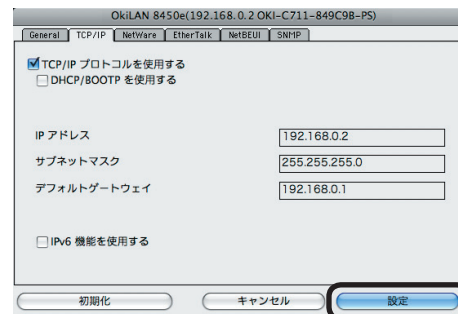 OkiLAN 8450e(192.168.0.2 OKI-C711-849C9B-PS)
General TCP/IP NetWare EtherTalk NetBEUI SNMP
TCP/IP プロトコルを使用する
DHCP/BOOTP を使用する
IP アドレス 192.168.0.2
サブネットマスク 255.255.255.0
デフォルトゲートウェイ 192.168.0.1
IPv6 機能を使用する
初期化 キャンセル 設定